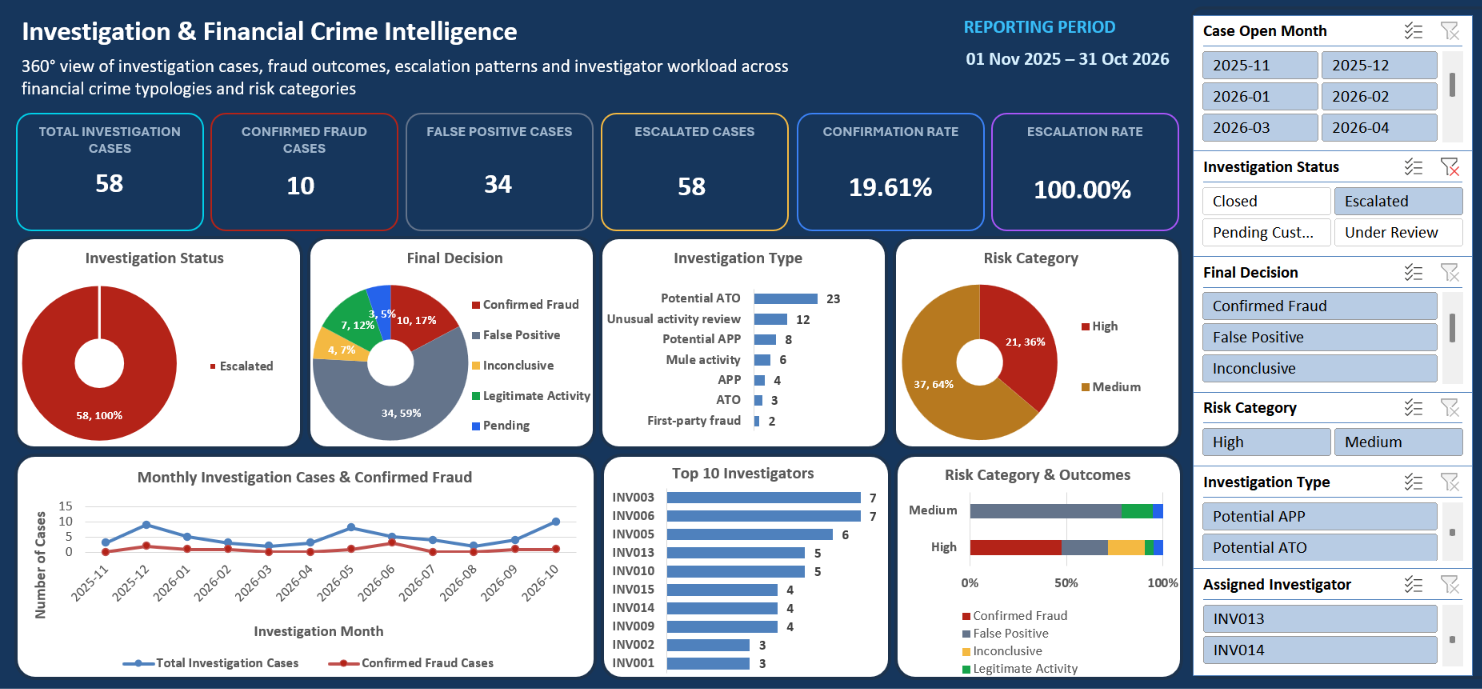 Investigation & Financial Crime Intelligence
360° view of investigation cases, fraud outcomes, escalation patterns and investigator workload across
financial crime typologies and risk categories
REPORTING PERIOD
01 Nov 2025 – 31 Oct 2026
TOTAL INVESTIGATION
CASES
58
CONFIRMED FRAUD
CASES
10
FALSE POSITIVE CASES
34
ESCALATED CASES
58
CONFIRMATION RATE
19.61%
ESCALATION RATE
100.00%
Investigation Status
58, 100%
Escalated
Final Decision
3, 5%
10, 17%
7, 12%
4, 7%
34, 59%
Confirmed Fraud
False Positive
Inconclusive
Legitimate Activity
Pending
Investigation Type
Potential ATO 23
Unusual activity review 12
Potential APP 8
Mule activity 6
APP 4
ATO 3
First-party fraud 2
Risk Category
21, 36%
37, 64%
High
Medium
Monthly Investigation Cases & Confirmed Fraud
Number of Cases
15
10
5
0
2025-11
2025-12
2026-01
2026-02
2026-03
2026-04
2026-05
2026-06
2026-07
2026-08
2026-09
2026-10
Investigation Month
Total Investigation Cases
Confirmed Fraud Cases
Top 10 Investigators
INV003 7
INV006 7
INV005 6
INV013 5
INV010 5
INV015 4
INV014 4
INV009 4
INV002 3
INV001 3
Risk Category & Outcomes
Medium
High
0% 50% 100%
Confirmed Fraud
False Positive
Inconclusive
Legitimate Activity
Case Open Month
2025-11 2025-12
2026-01 2026-02
2026-03 2026-04
Investigation Status
Closed Escalated
Pending Cust... Under Review
Final Decision
Confirmed Fraud
False Positive
Inconclusive
Risk Category
High Medium
Investigation Type
Potential APP
Potential ATO
Assigned Investigator
INV013
INV014